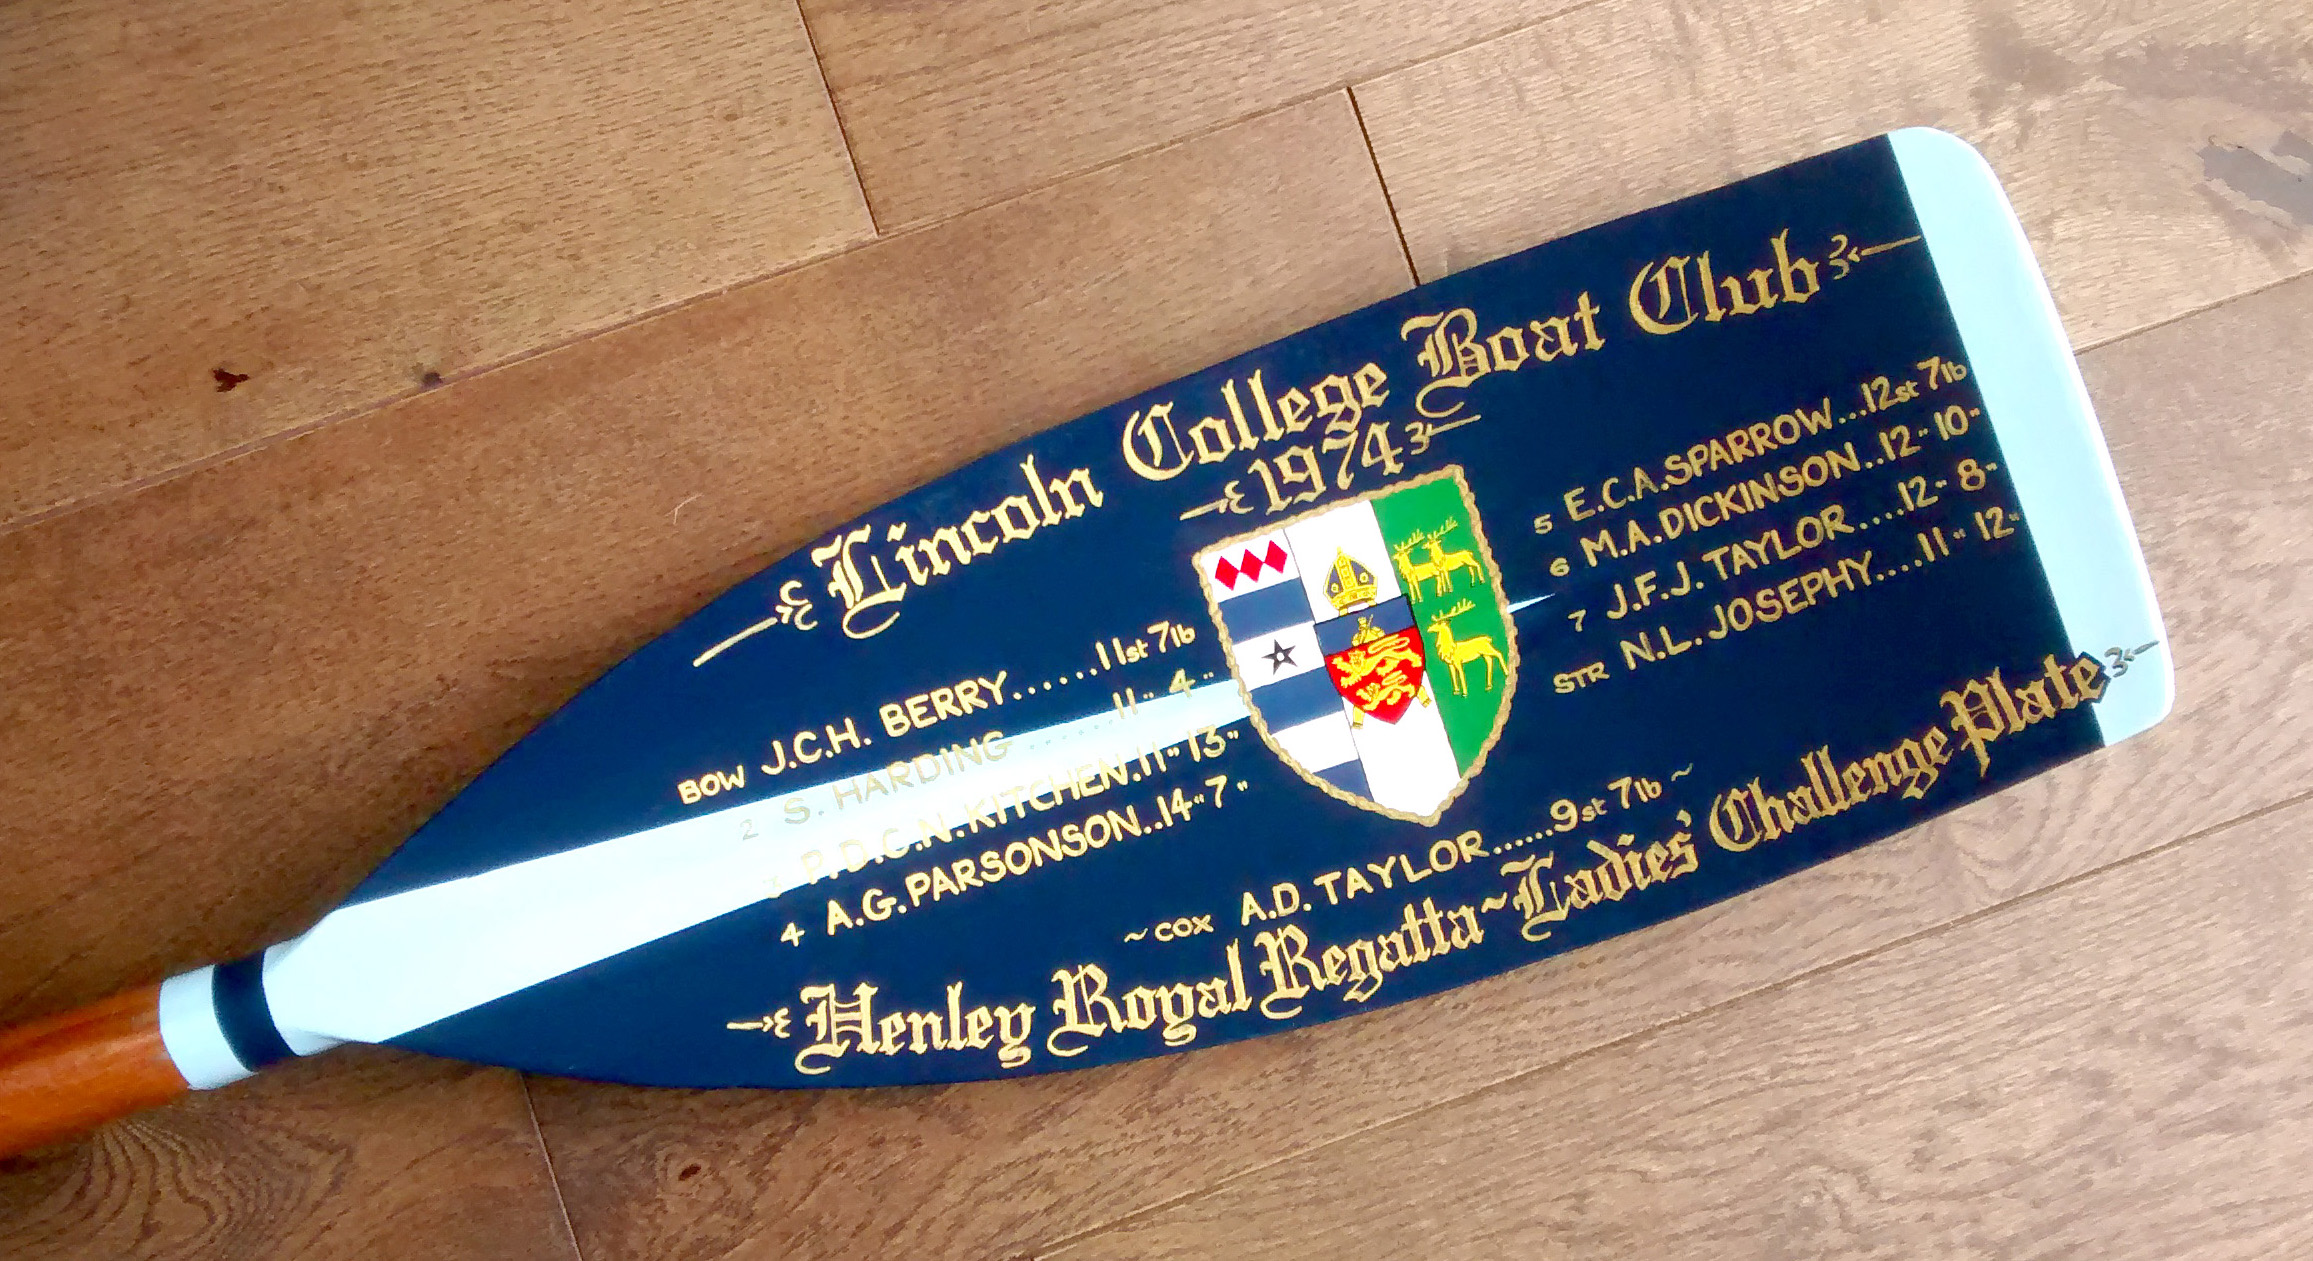 Lincoln College Boat Club
1974
BOW J.C.H. BERRY......11st 7lb
2 S. HARDING ......11" 4"
3 P.D.C.N. KITCHEN.11" 13"
4 A.G. PARSONSON..14" 7"
5 E.C.A. SPARROW...12st 7lb
6 M.A. DICKINSON..12" 10"
7 J.F.J. TAYLOR....12" 8"
STR N.L. JOSEPHY....11" 12"
~ COX A.D. TAYLOR.....9st 7lb ~
Henley Royal Regatta ~ Ladies' Challenge Plate